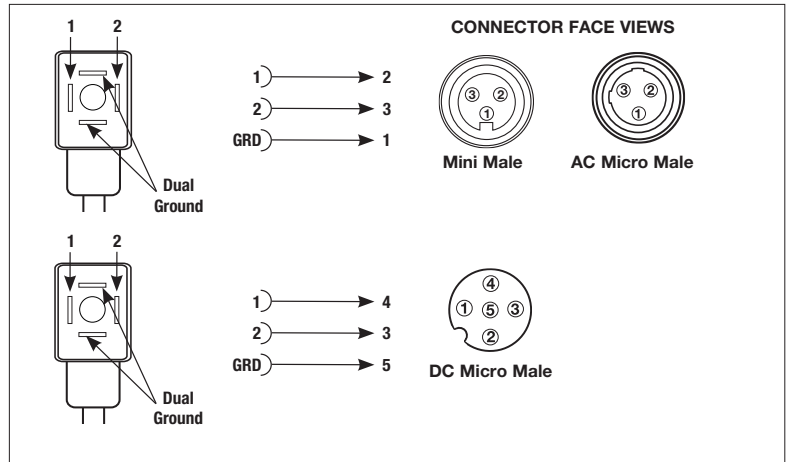 CONNECTOR FACE VIEWS
1 2
Dual
Ground
1 2
2 3
GRD 1
3 2
1
Mini Male
3 2
1
AC Micro Male
1 2
Dual
Ground
1 4
2 3
GRD 5
4
1 5 3
2
DC Micro Male